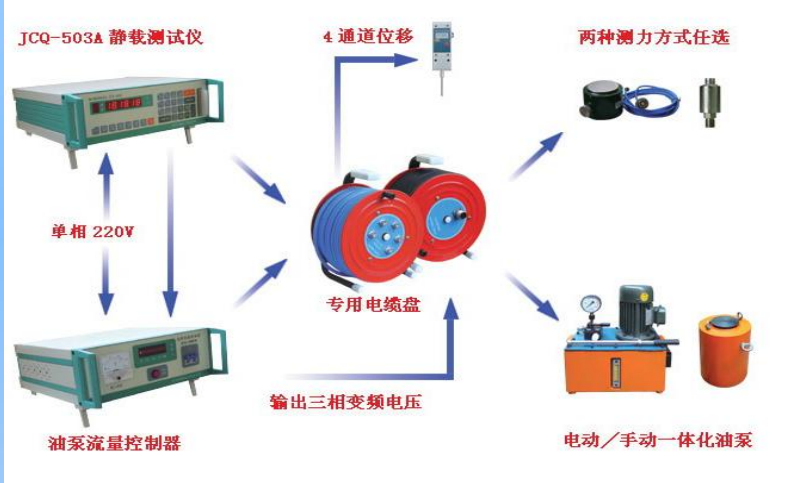 JCQ-503A 静载测试仪
4 通道位移
两种测力方式任选
单相 220V
专用电缆盘
输出三相变频电压
油泵流量控制器
电动／手动一体化油泵